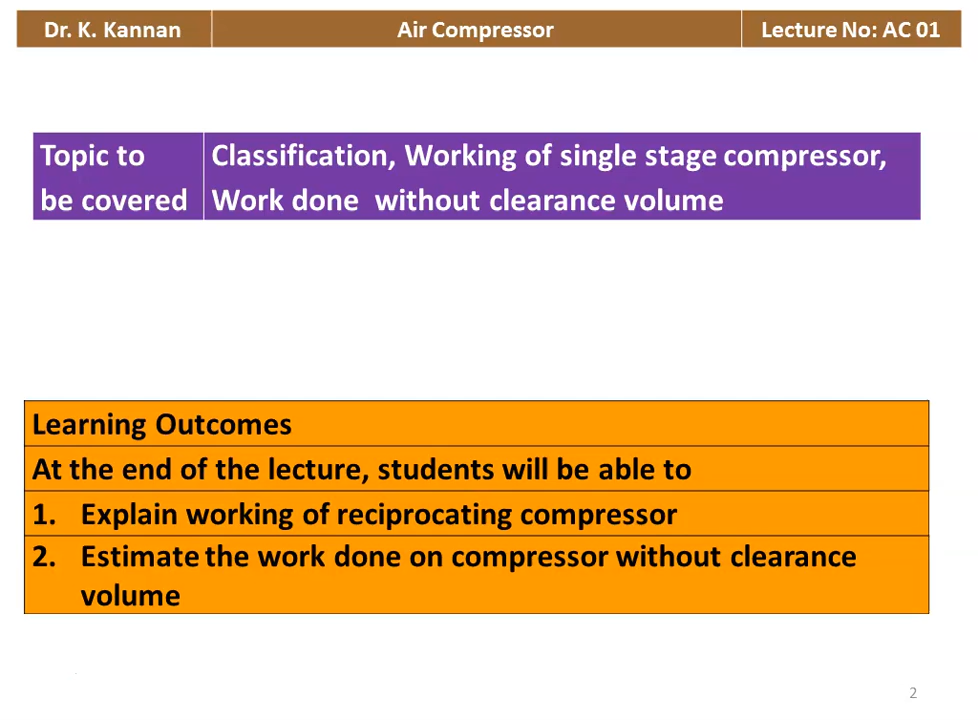 Dr. K. Kannan Air Compressor Lecture No: AC 01
Topic to be covered
Classification, Working of single stage compressor,
Work done without clearance volume
Learning Outcomes
At the end of the lecture, students will be able to
1. Explain working of reciprocating compressor
2. Estimate the work done on compressor without clearance
volume
2